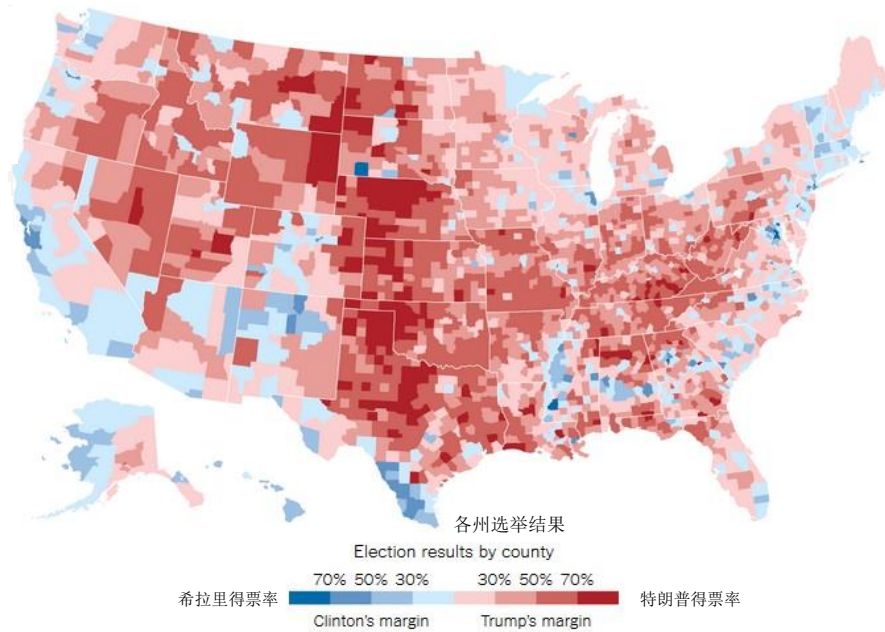 各州选举结果
Election results by county
70% 50% 30% 30% 50% 70%
希拉里得票率 特朗普得票率
Clinton's margin Trump's margin